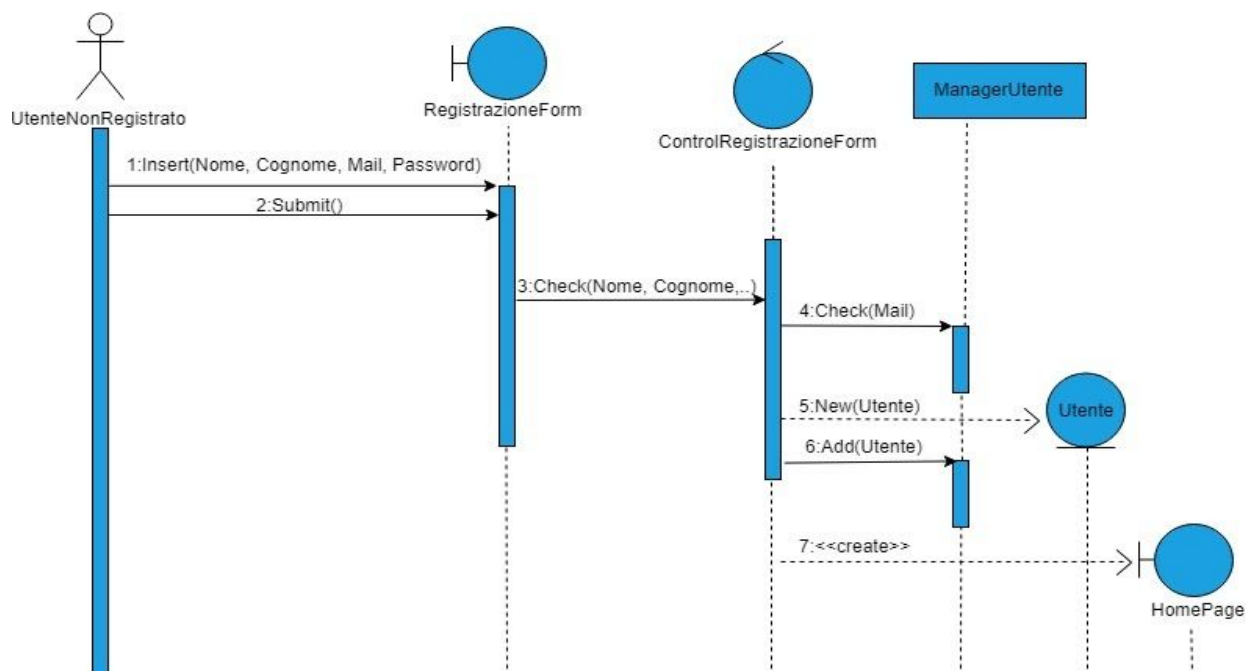 UtenteNonRegistrato
RegistrazioneForm
ControlRegistrazioneForm
ManagerUtente
1:Insert(Nome, Cognome, Mail, Password)
2:Submit()
3:Check(Nome, Cognome,..)
4:Check(Mail)
5:New(Utente)
Utente
6:Add(Utente)
7:<<create>>
HomePage